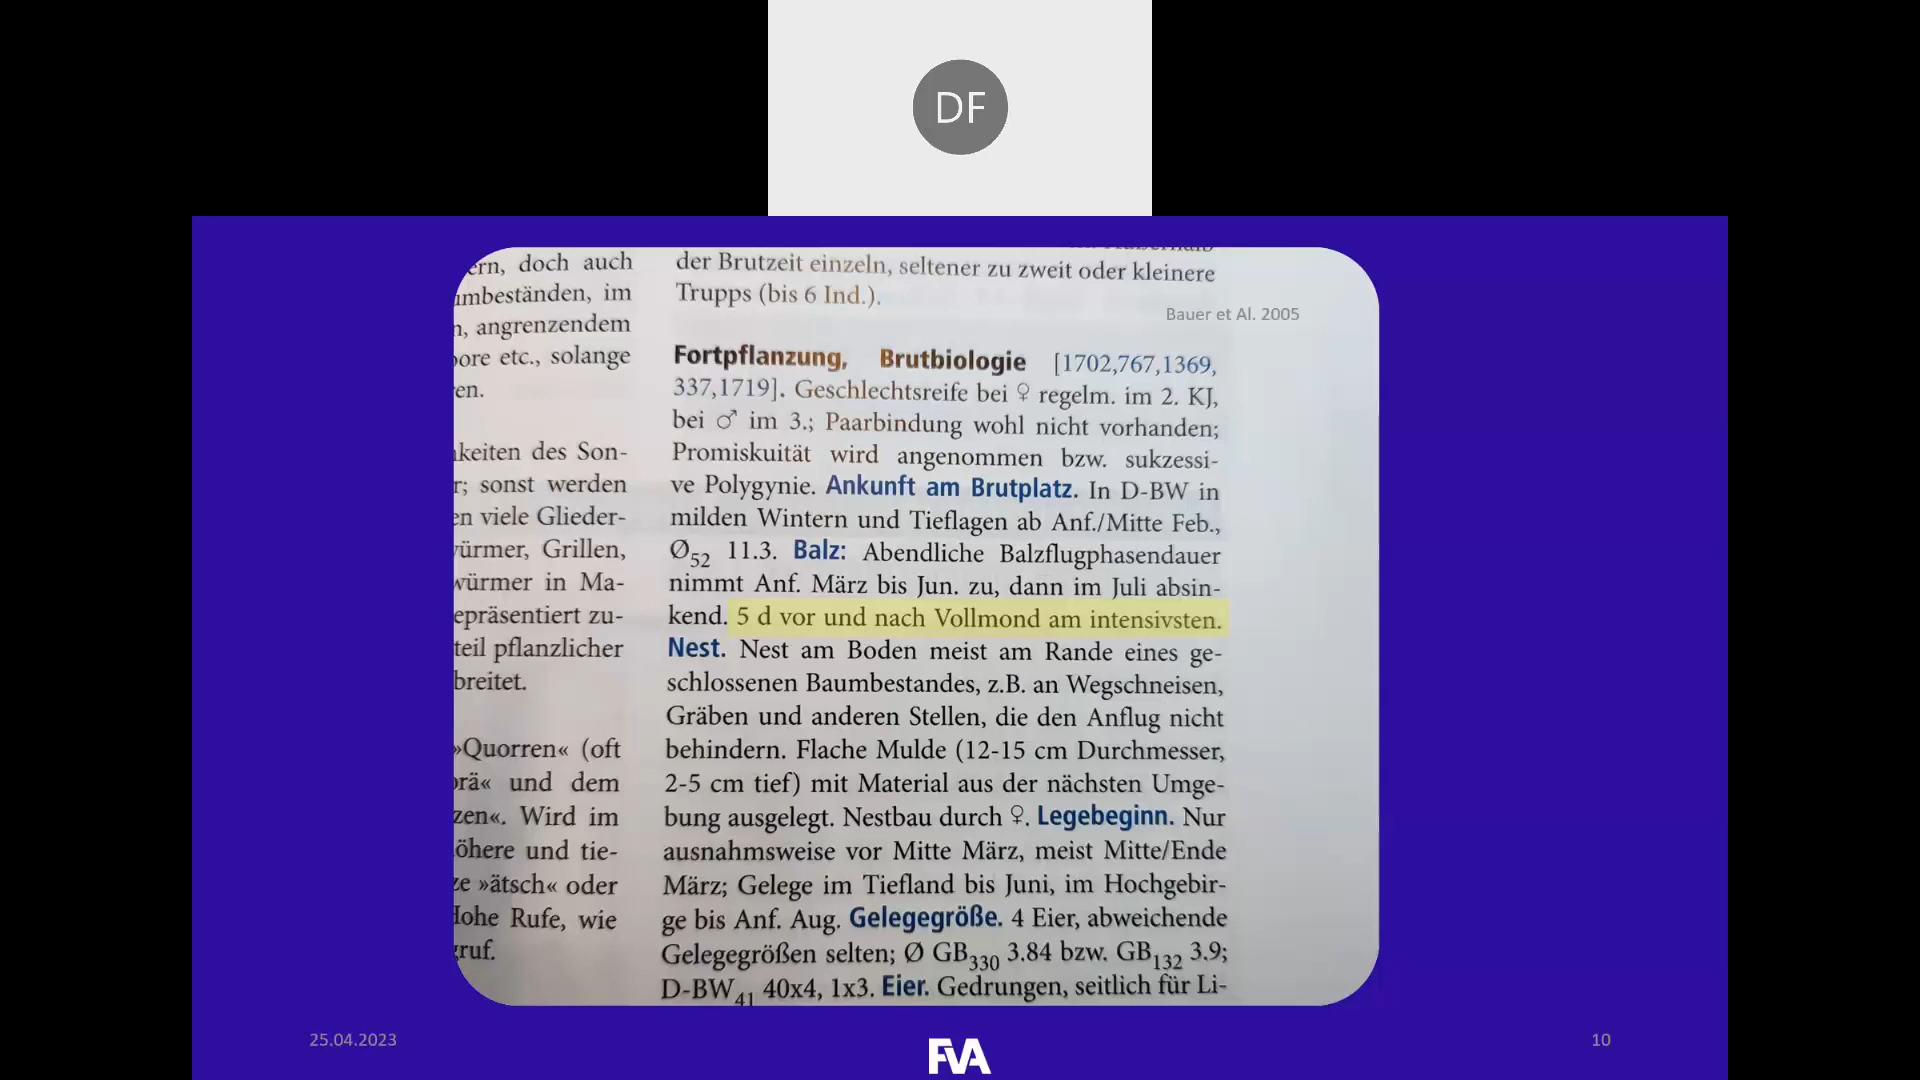 DF
ern, doch auch
mbeständen, im
n, angrenzendem
ore etc., solange
en.
keiten des Son-
r; sonst werden
en viele Glieder-
würmer, Grillen,
würmer in Ma-
epräsentiert zu-
teil pflanzlicher
breitet.
»Quorren« (oft
rä« und dem
zen«. Wird im
öhere und tie-
ze »ätsch« oder
Hohe Rufe, wie
gruf.
der Brutzeit einzeln, seltener zu zweit oder kleinere
Trupps (bis 6 Ind.).
Bauer et Al. 2005
Fortpflanzung, Brutbiologie [1702,767,1369,
337,1719]. Geschlechtsreife bei ♀ regelm. im 2. KJ,
bei ♂ im 3.; Paarbindung wohl nicht vorhanden;
Promiskuität wird angenommen bzw. sukzessi-
ve Polygynie. Ankunft am Brutplatz. In D-BW in
milden Wintern und Tieflagen ab Anf./Mitte Feb.,
Ø52 11.3. Balz: Abendliche Balzflugphasendauer
nimmt Anf. März bis Jun. zu, dann im Juli absin-
kend. 5 d vor und nach Vollmond am intensivsten.
Nest. Nest am Boden meist am Rande eines ge-
schlossenen Baumbestandes, z.B. an Wegschneisen,
Gräben und anderen Stellen, die den Anflug nicht
behindern. Flache Mulde (12-15 cm Durchmesser,
2-5 cm tief) mit Material aus der nächsten Umge-
bung ausgelegt. Nestbau durch ♀. Legebeginn. Nur
ausnahmsweise vor Mitte März, meist Mitte/Ende
März; Gelege im Tiefland bis Juni, im Hochgebir-
ge bis Anf. Aug. Gelegegröße. 4 Eier, abweichende
Gelegegrößen selten; Ø GB330 3.84 bzw. GB132 3.9;
D-BW41 40x4, 1x3. Eier. Gedrungen, seitlich für Li-
25.04.2023
FVA
10